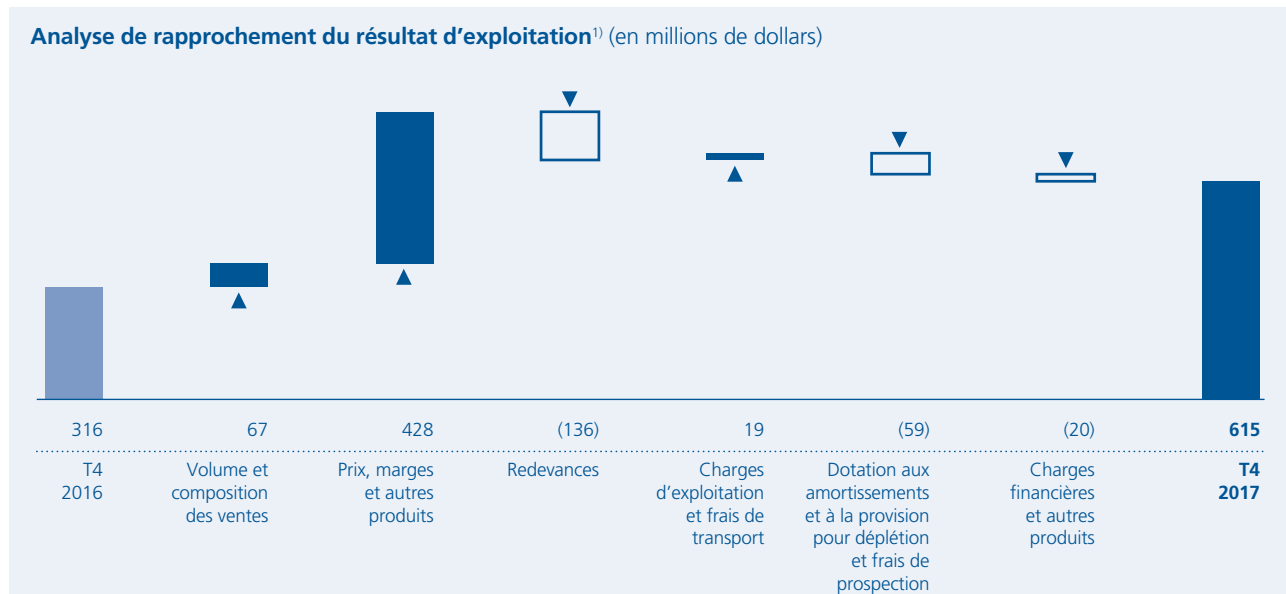 Analyse de rapprochement du résultat d'exploitation1) (en millions de dollars)
316 67 428 (136) 19 (59) (20) 615
T4
2016
Volume et
composition
des ventes
Prix, marges
et autres
produits
Redevances
Charges
d'exploitation
et frais de
transport
Dotation aux
amortissements
et à la provision
pour déplétion
et frais de
prospection
Charges
financières
et autres
produits
T4
2017